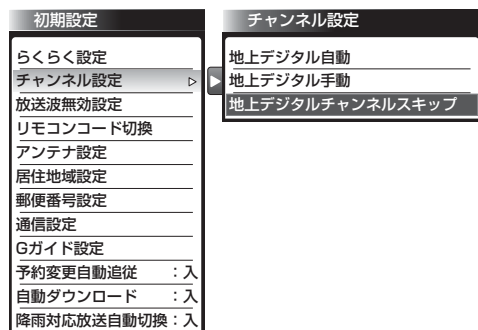 初期設定
らくらく設定
チャンネル設定
放送波無効設定
リモコンコード切換
アンテナ設定
居住地域設定
郵便番号設定
通信設定
Gガイド設定
予約変更自動追従 ：入
自動ダウンロード ：入
降雨対応放送自動切換：入
チャンネル設定
地上デジタル自動
地上デジタル手動
地上デジタルチャンネルスキップ